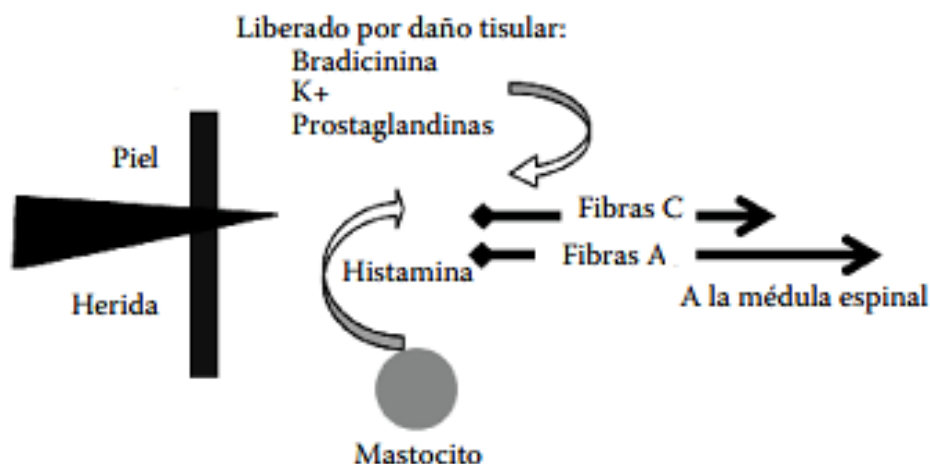 Liberado por daño tisular:
Bradicinina
K+
Prostaglandinas
Piel
Fibras C
Fibras A
Histamina
Herida
A la médula espinal
Mastocito